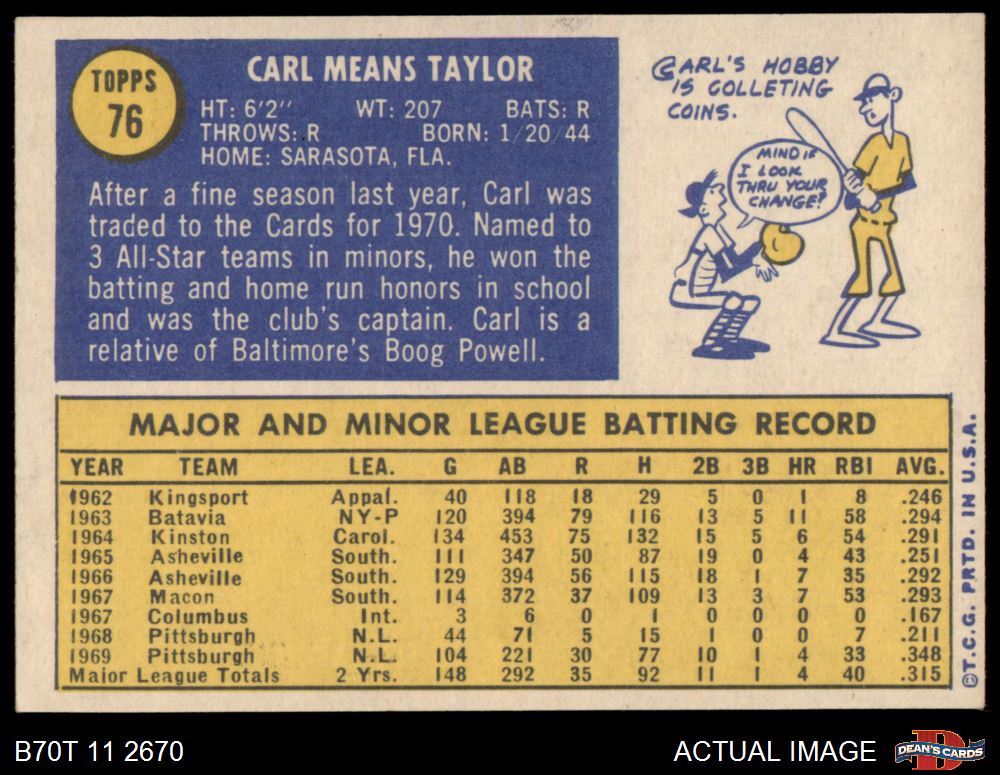 TOPPS
76
CARL MEANS TAYLOR
HT: 6'2" WT: 207 BATS: R
THROWS: R BORN: 1/20/44
HOME: SARASOTA, FLA.
After a fine season last year, Carl was
traded to the Cards for 1970. Named to
3 All-Star teams in minors, he won the
batting and home run honors in school
and was the club's captain. Carl is a
relative of Baltimore's Boog Powell.
CARL'S HOBBY
IS COLLETING
COINS.
MIND IF
I LOOK
THRU YOUR
CHANGE?
MAJOR AND MINOR LEAGUE BATTING RECORD
YEAR TEAM LEA. G AB R H 2B 3B HR RBI AVG.
1962 Kingsport Appal. 40 118 18 29 5 0 1 8 .246
1963 Batavia NY-P 120 394 79 116 13 5 11 58 .294
1964 Kinston Carol. 134 453 75 132 15 5 6 54 .291
1965 Asheville South. 111 347 50 87 19 0 4 43 .251
1966 Asheville South. 129 394 56 115 18 1 7 35 .292
1967 Macon South. 114 372 37 109 13 3 7 53 .293
1967 Columbus Int. 3 6 0 1 0 0 0 0 .167
1968 Pittsburgh N.L. 44 71 5 15 1 0 0 7 .211
1969 Pittsburgh N.L. 104 221 30 77 10 1 4 33 .348
Major League Totals 2 Yrs. 148 292 35 92 11 1 4 40 .315
©T.C.G. PRTD. IN U.S.A.
B70T 11 2670
ACTUAL IMAGE
D
DEAN'S CARDS